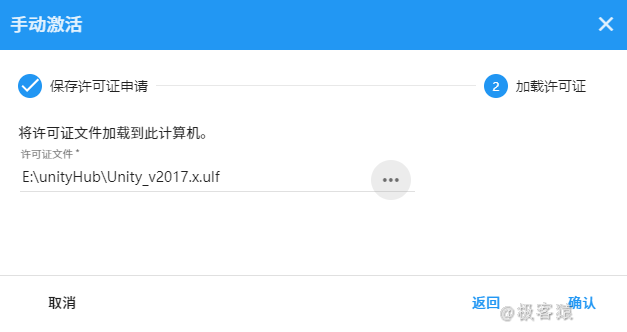 手动激活
保存许可证申请
2 加载许可证
将许可证文件加载到此计算机。
许可证文件 *
E:\unityHub\Unity_v2017.x.ulf
取消 返回 确认
@极客猿